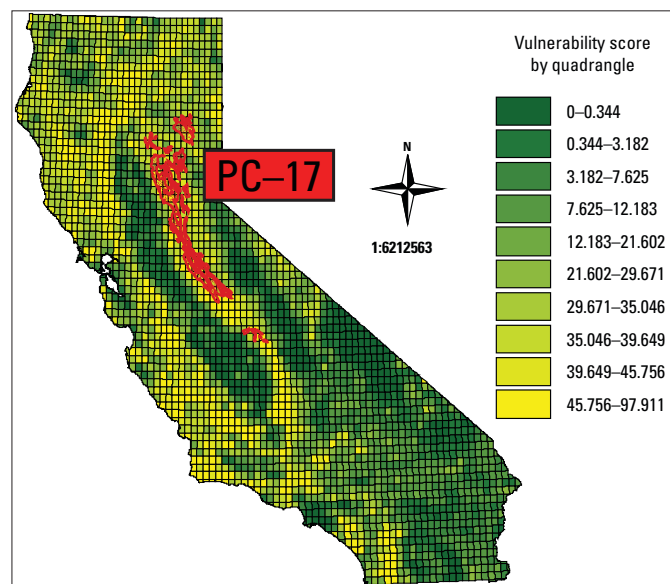 Vulnerability score
by quadrangle
0–0.344
0.344–3.182
3.182–7.625
7.625–12.183
12.183–21.602
21.602–29.671
29.671–35.046
35.046–39.649
39.649–45.756
45.756–97.911
PC–17
N
1:6212563